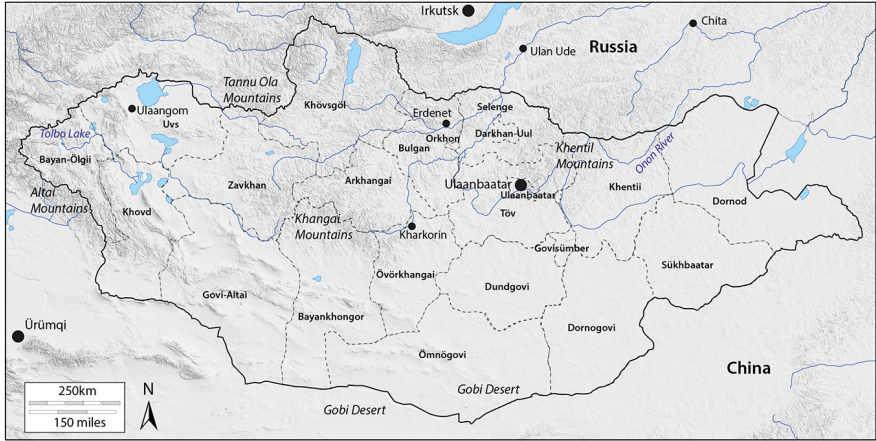 Irkutsk
Chita
Ulan Ude
Russia
Tannu Ola
Mountains
Khövsgöl
Ulaangom
Uvs
Erdenet
Selenge
Orkhon
Darkhan-Uul
Bulgan
Tolbo Lake
Bayan-Ölgii
Khentil
Mountains
Onon River
Altai
Mountains
Zavkhan
Arkhangai
Ulaanbaatar
Ulaanbaatar
Khentii
Dornod
Khovd
Töv
Khangai
Mountains
Kharkorin
Govisümber
Övörkhangai
Sükhbaatar
Govi-Altai
Dundgovi
Bayankhongor
Dornogovi
Ürümqi
Ömnögovi
China
Gobi Desert
Gobi Desert
250km
150 miles
N